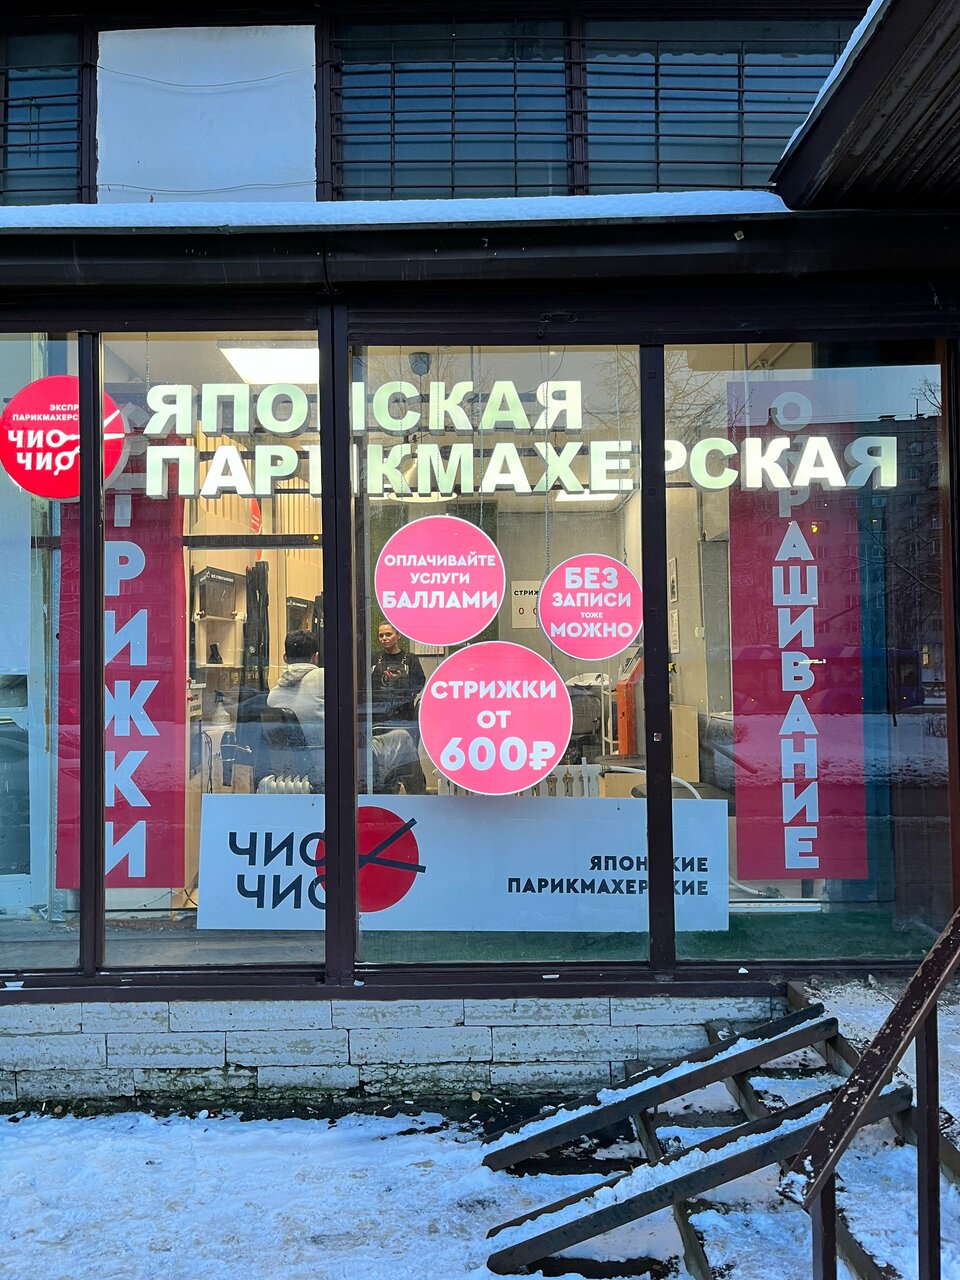 ЯПОНСКАЯ
ПАРИКМАХЕРСКАЯ
ЧИО
ЧИО
ОПЛАЧИВАЙТЕ
УСЛУГИ
БАЛЛАМИ
БЕЗ
ЗАПИСИ
ТОЖЕ
МОЖНО
СТРИЖКИ
ОТ
600₽
СТРИЖКИ
ОКРАШИВАНИЕ
ЧИО
ЧИО
ЯПОНСКИЕ
ПАРИКМАХЕРСКИЕ